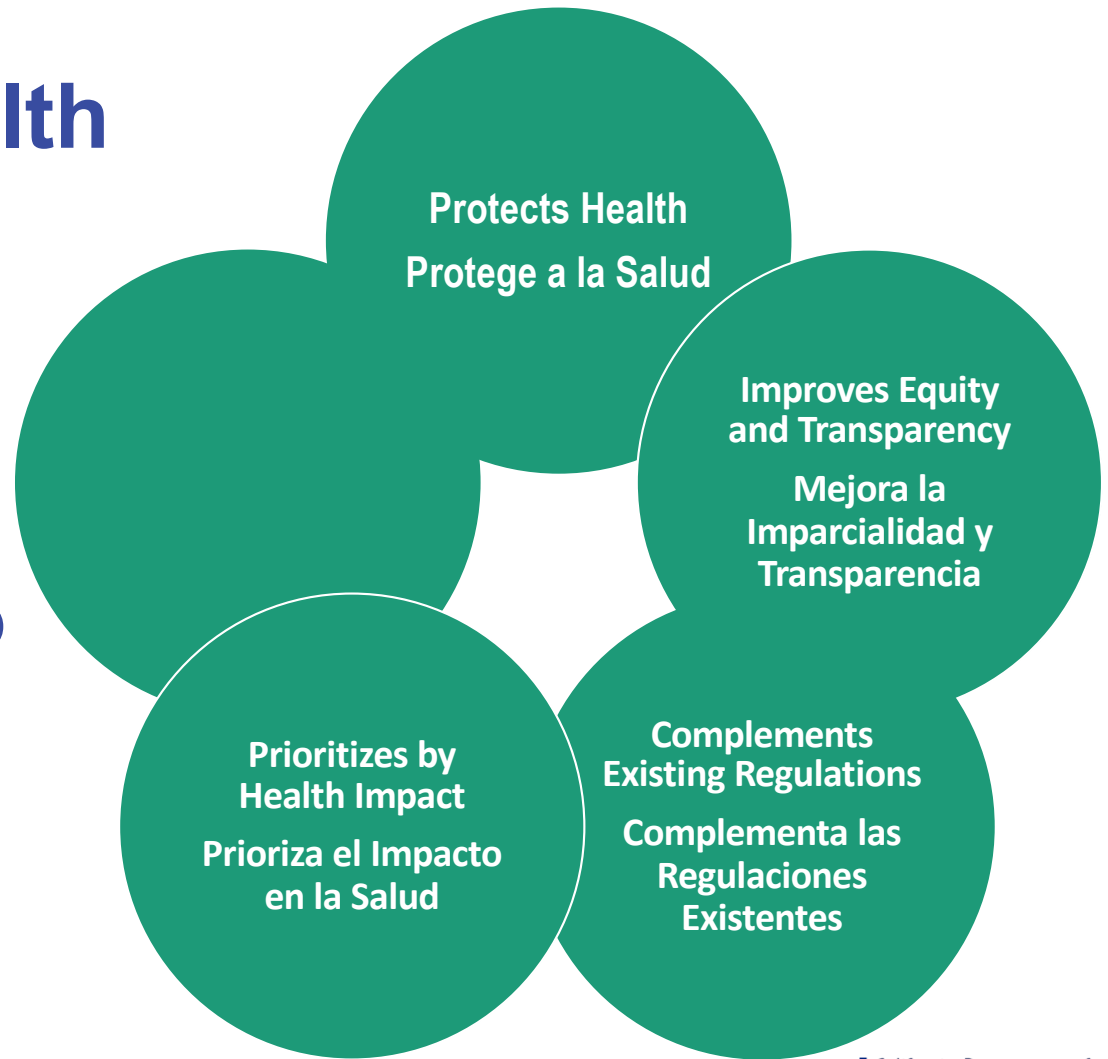 lth
Protects Health
Protege a la Salud
Improves Equity
and Transparency
Mejora la
Imparcialidad y
Transparencia
Complements
Existing Regulations
Complementa las
Regulaciones
Existentes
Prioritizes by
Health Impact
Prioriza el Impacto
en la Salud